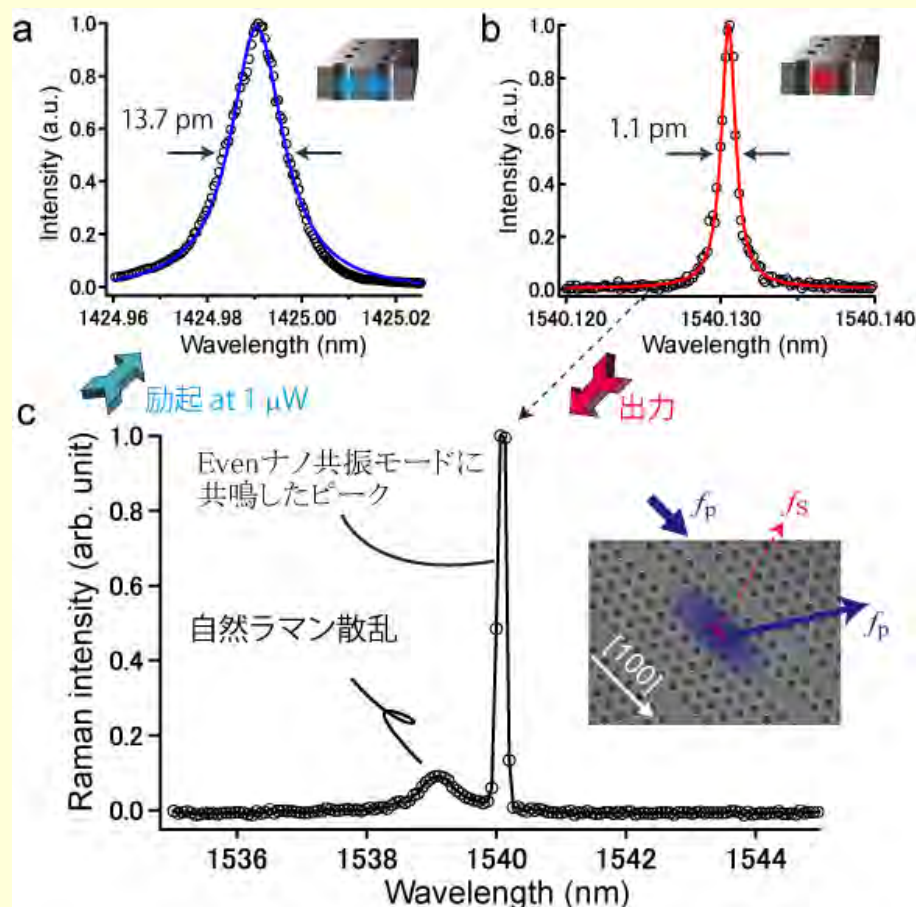 a
Intensity (a.u.)
1.0
0.8
0.6
0.4
0.2
0.0
13.7 pm
1424.96 1424.98 1425.00 1425.02
Wavelength (nm)
b
Intensity (a.u.)
1.0
0.8
0.6
0.4
0.2
0.0
1.1 pm
1540.120 1540.130 1540.140
Wavelength (nm)
励起 at 1 μW
出力
c
Raman intensity (arb. unit)
1.0
0.8
0.6
0.4
0.2
0.0
Evenナノ共振モードに
共鳴したピーク
自然ラマン散乱
fp
fS
fp
[100]
1536 1538 1540 1542 1544
Wavelength (nm)